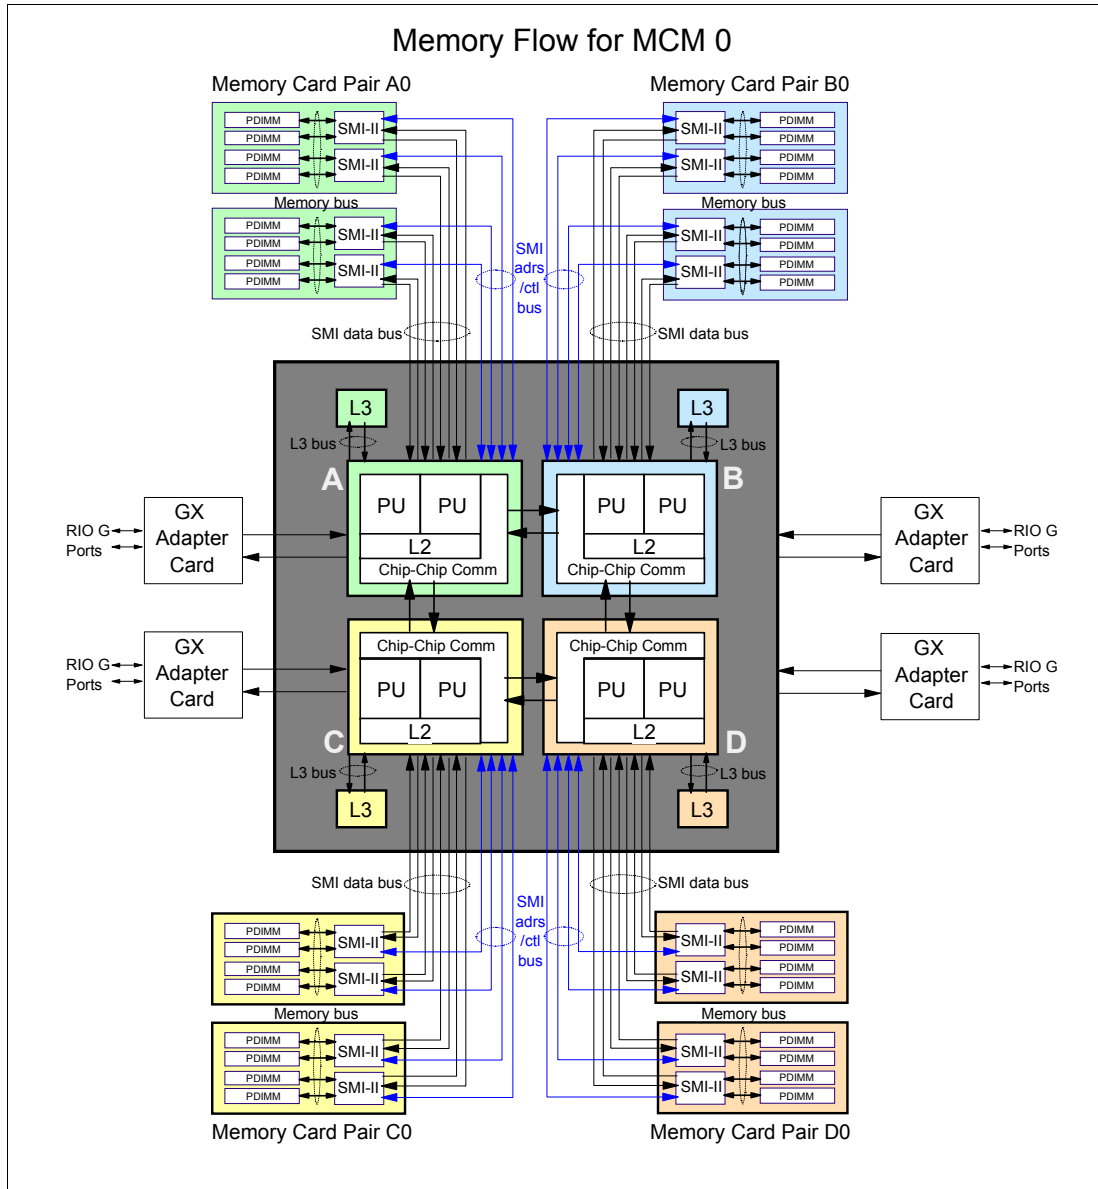 Memory Flow for MCM 0
Memory Card Pair A0
Memory Card Pair B0
PDIMM
PDIMM
PDIMM
PDIMM
SMI-II
SMI-II
SMI-II
SMI-II
PDIMM
PDIMM
PDIMM
PDIMM
Memory bus
Memory bus
PDIMM
PDIMM
PDIMM
PDIMM
SMI-II
SMI-II
SMI
adrs
/ctl
bus
SMI-II
SMI-II
PDIMM
PDIMM
PDIMM
PDIMM
SMI data bus
SMI data bus
L3
L3
L3 bus
L3 bus
A
B
PU
PU
L2
Chip-Chip Comm
PU
PU
L2
Chip-Chip Comm
RIO G
Ports
GX
Adapter
Card
GX
Adapter
Card
RIO G
Ports
Chip-Chip Comm
PU
PU
L2
Chip-Chip Comm
PU
PU
L2
RIO G
Ports
GX
Adapter
Card
GX
Adapter
Card
RIO G
Ports
C
D
L3 bus
L3 bus
L3
L3
SMI data bus
SMI data bus
SMI
adrs
/ctl
bus
PDIMM
PDIMM
PDIMM
PDIMM
SMI-II
SMI-II
SMI-II
SMI-II
PDIMM
PDIMM
PDIMM
PDIMM
Memory bus
Memory bus
PDIMM
PDIMM
PDIMM
PDIMM
SMI-II
SMI-II
SMI-II
SMI-II
PDIMM
PDIMM
PDIMM
PDIMM
Memory Card Pair C0
Memory Card Pair D0